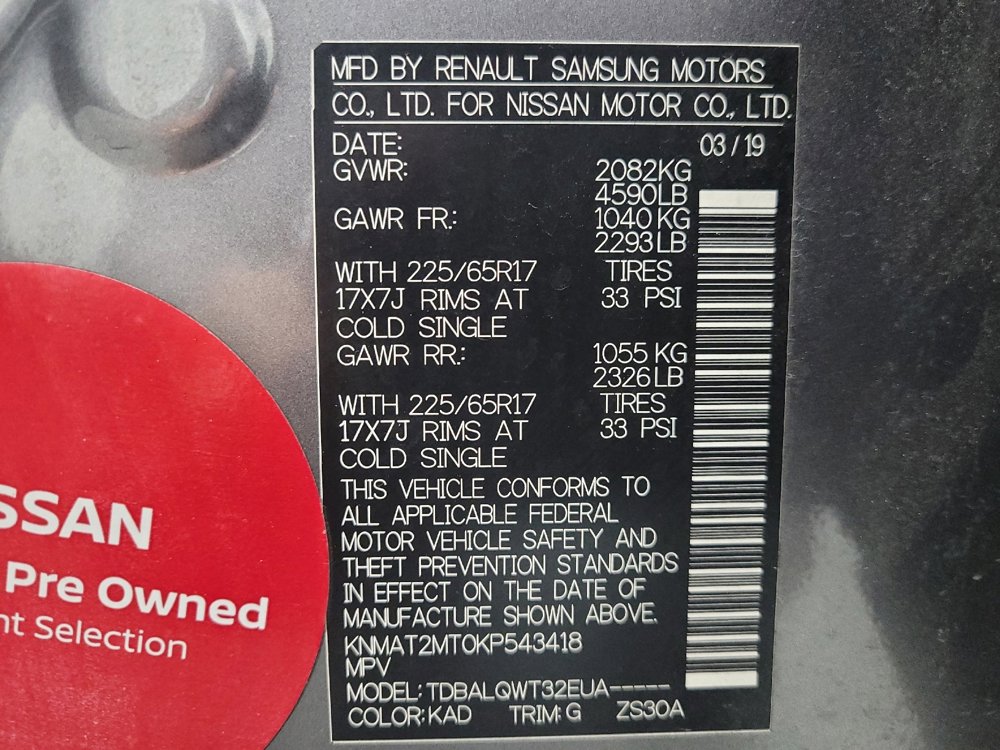 MFD BY RENAULT SAMSUNG MOTORS
CO., LTD. FOR NISSAN MOTOR CO., LTD.
DATE: 03 / 19
GVWR: 2082KG
4590LB
GAWR FR.: 1040 KG
2293 LB
WITH 225/65R17 TIRES
17X7J RIMS AT 33 PSI
COLD SINGLE
GAWR RR.: 1055 KG
2326 LB
WITH 225/65R17 TIRES
17X7J RIMS AT 33 PSI
COLD SINGLE
THIS VEHICLE CONFORMS TO
ALL APPLICABLE FEDERAL
MOTOR VEHICLE SAFETY AND
THEFT PREVENTION STANDARDS
IN EFFECT ON THE DATE OF
MANUFACTURE SHOWN ABOVE.
KNMAT2MT0KP543418
MPV
MODEL: TDBALQWT32EUA-----
COLOR: KAD TRIM: G ZS30A
SSAN
Pre Owned
nt Selection